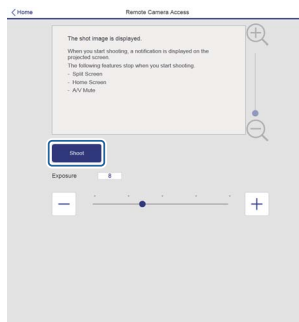 Home
Remote Camera Access
The shot image is displayed.
When you start shooting, a notification is displayed on the
projected screen.
The following features stop when you start shooting.
- Split Screen
- Home Screen
- A/V Mute
Shoot
Exposure 8